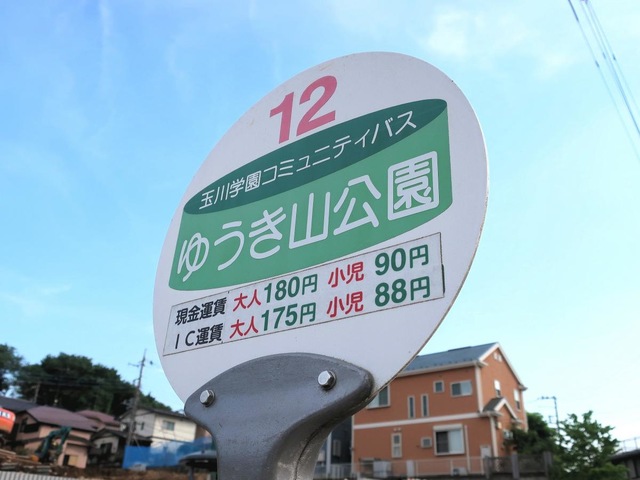 12
玉川学園コミュニティバス
ゆうき山公園
現金運賃 大人180円 小児 90円
IC運賃 大人175円 小児 88円